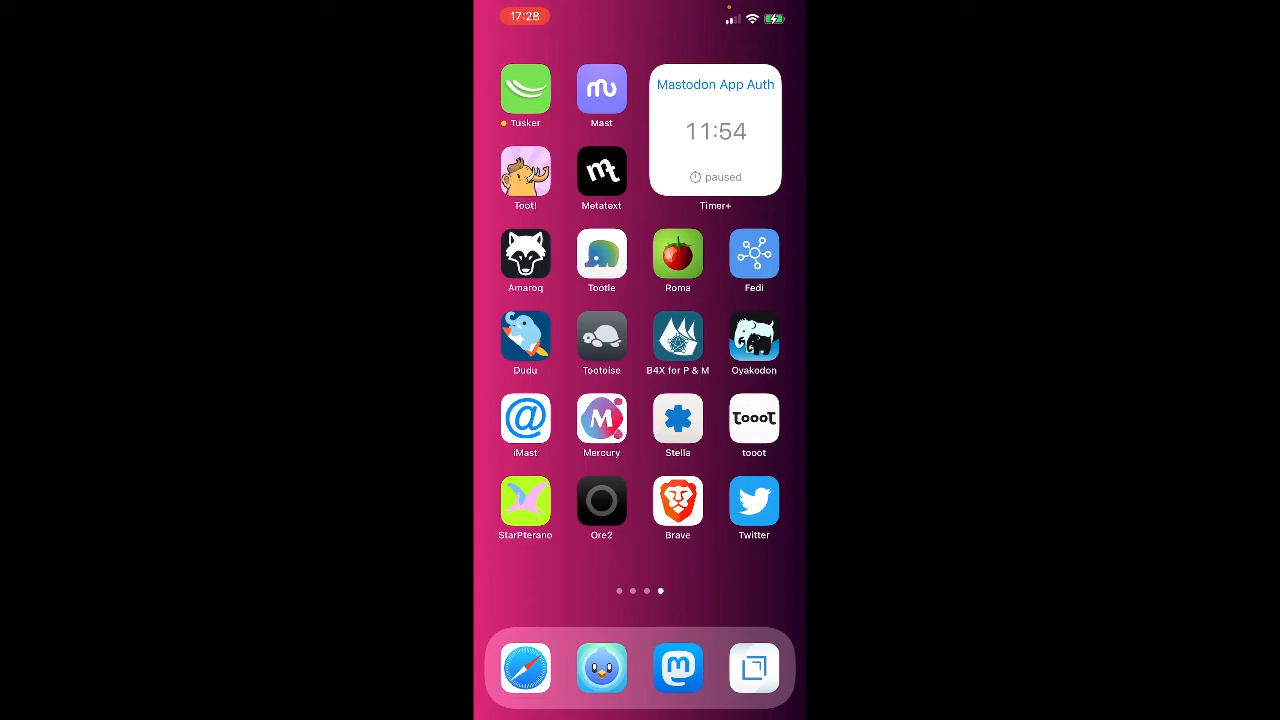 17:28
Mastodon App Auth
11:54
paused
Timer+
Tusker
Mast
mt
Toot!
Metatext
Amaroq
Tootle
Roma
Fedi
Dudu
Tootoise
B4X for P & M
Oyakodon
@
M
toooT
iMast
Mercury
Stella
tooot
StarPterano
Ore2
Brave
Twitter
m